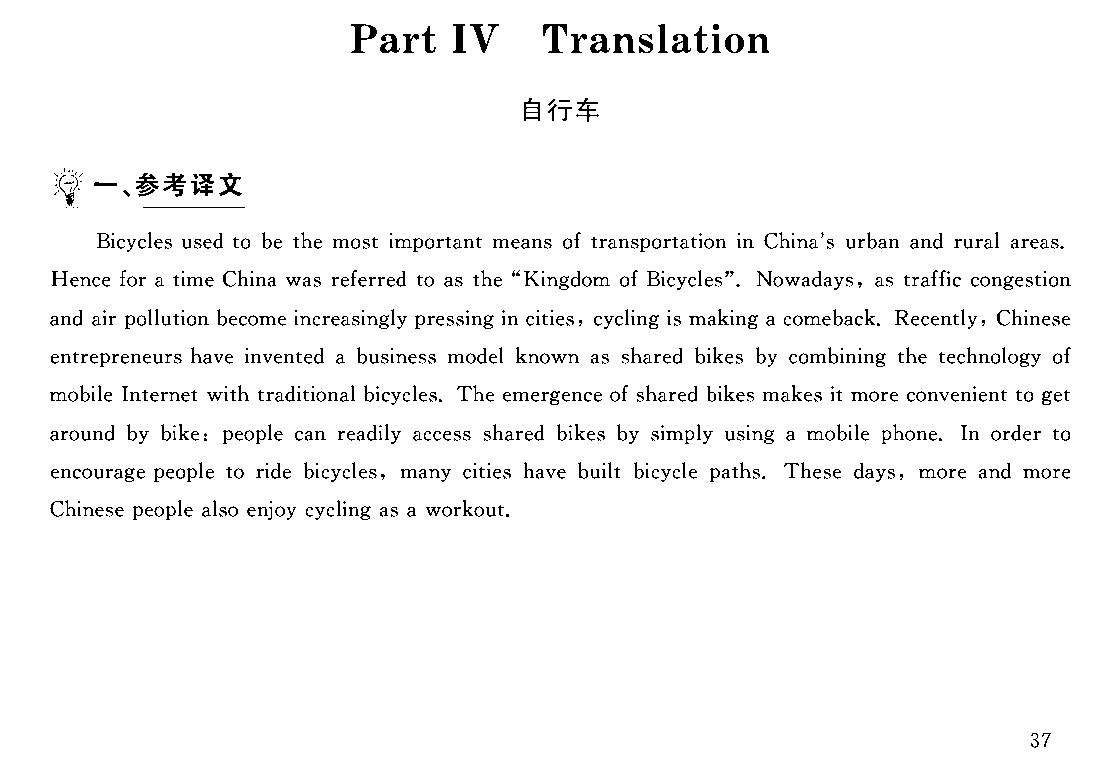 Part IV Translation
自行车
一、参考译文
Bicycles used to be the most important means of transportation in China's urban and rural areas.
Hence for a time China was referred to as the “Kingdom of Bicycles”. Nowadays, as traffic congestion
and air pollution become increasingly pressing in cities, cycling is making a comeback. Recently, Chinese
entrepreneurs have invented a business model known as shared bikes by combining the technology of
mobile Internet with traditional bicycles. The emergence of shared bikes makes it more convenient to get
around by bike: people can readily access shared bikes by simply using a mobile phone. In order to
encourage people to ride bicycles, many cities have built bicycle paths. These days, more and more
Chinese people also enjoy cycling as a workout.
37